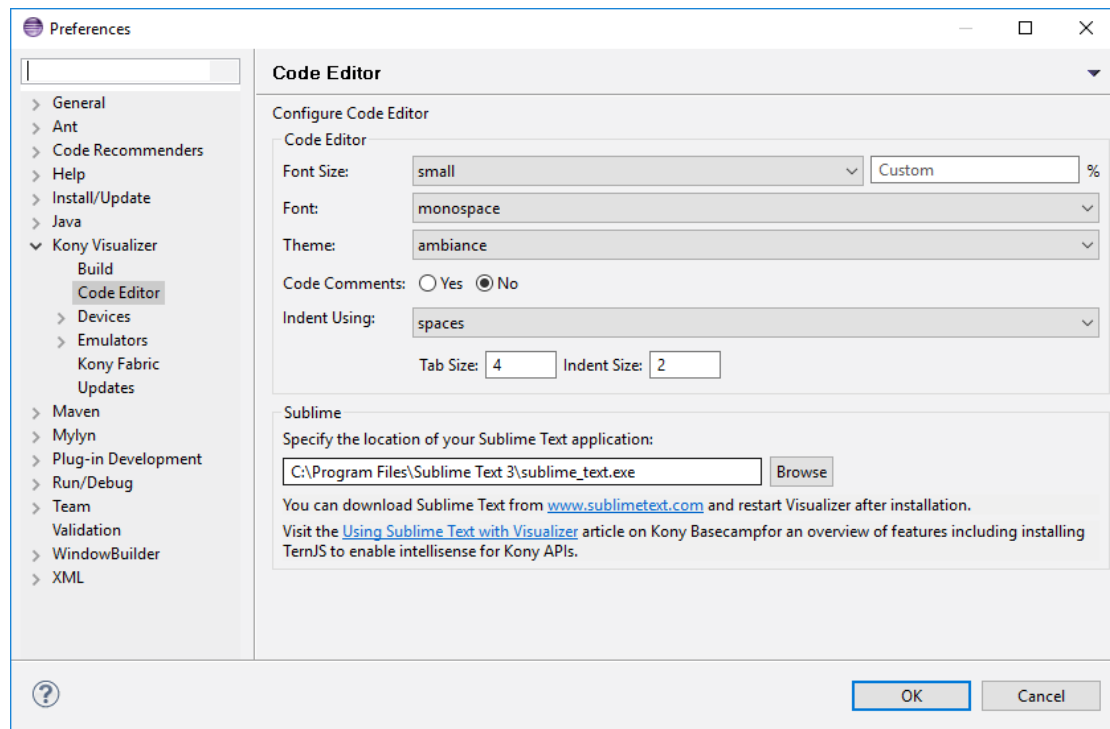 Preferences
General
Ant
Code Recommenders
Help
Install/Update
Java
Kony Visualizer
Build
Code Editor
Devices
Emulators
Kony Fabric
Updates
Maven
Mylyn
Plug-in Development
Run/Debug
Team
Validation
WindowBuilder
XML
Code Editor
Configure Code Editor
Code Editor
Font Size: small Custom %
Font: monospace
Theme: ambiance
Code Comments: Yes No
Indent Using: spaces
Tab Size: 4 Indent Size: 2
Sublime
Specify the location of your Sublime Text application:
C:\Program Files\Sublime Text 3\sublime_text.exe Browse
You can download Sublime Text from www.sublimetext.com and restart Visualizer after installation.
Visit the Using Sublime Text with Visualizer article on Kony Basecampfor an overview of features including installing
TernJS to enable intellisense for Kony APIs.
? OK Cancel